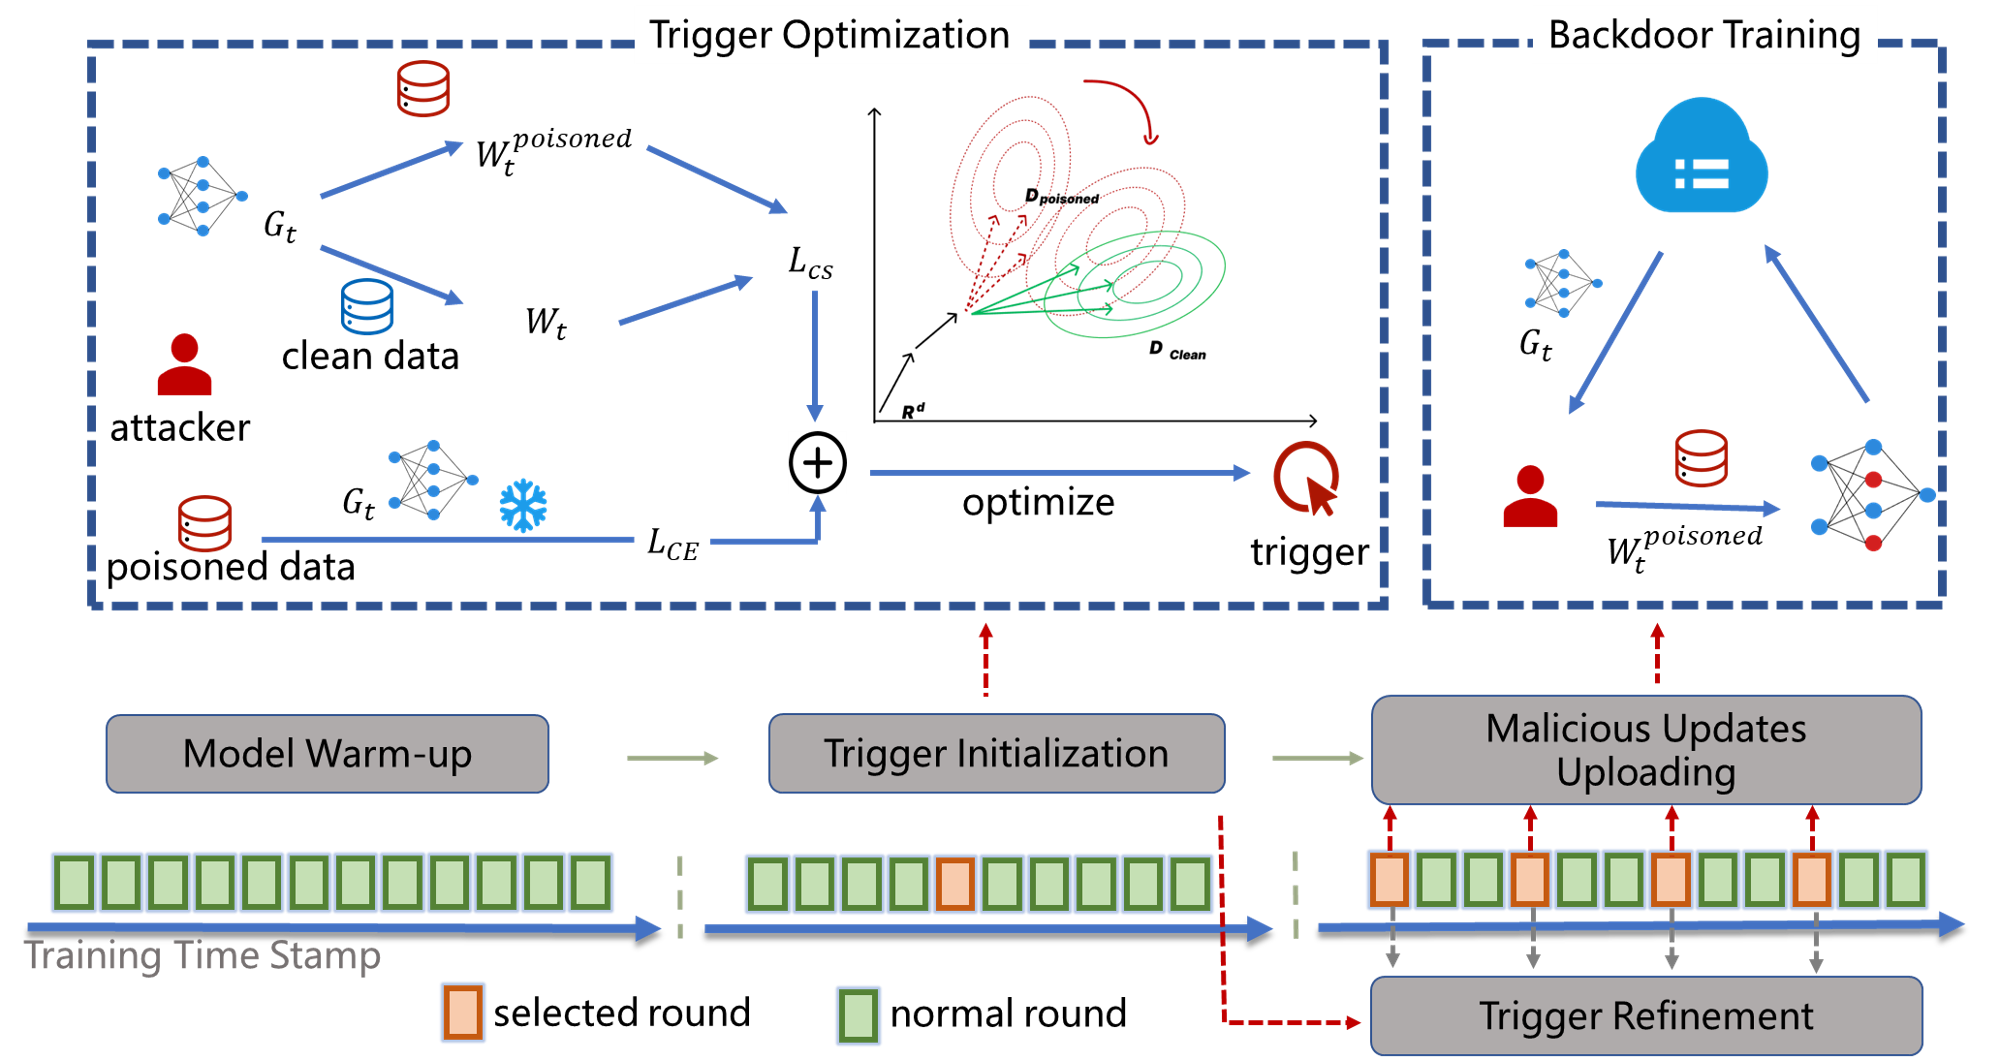 Trigger Optimization
Backdoor Training
W_t^{poisoned}
G_t
L_{CS}
W_t
clean data
attacker
D_{poisoned}
D_{Clean}
R^d
G_t
G_t
optimize
L_{CE}
poisoned data
trigger
W_t^{poisoned}
Model Warm-up
Trigger Initialization
Malicious Updates
Uploading
Training Time Stamp
selected round
normal round
Trigger Refinement